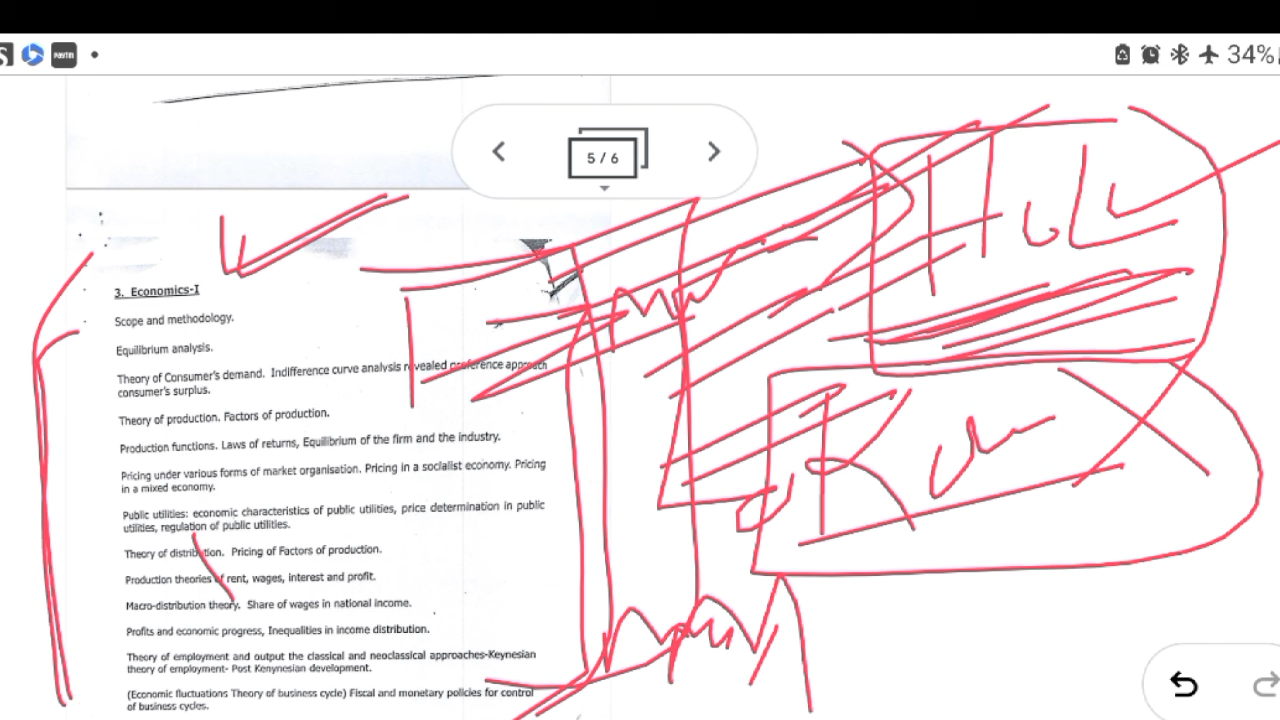 Paytm
34%
5 / 6
3. Economics-I
Scope and methodology.
Equilibrium analysis.
Theory of Consumer's demand. Indifference curve analysis revealed preference approach
consumer's surplus.
Theory of production. Factors of production.
Production functions. Laws of returns, Equilibrium of the firm and the industry.
Pricing under various forms of market organisation. Pricing in a socialist economy. Pricing
in a mixed economy.
Public utilities: economic characteristics of public utilities, price determination in public
utilities, regulation of public utilities.
Theory of distribution. Pricing of Factors of production.
Production theories of rent, wages, interest and profit.
Macro-distribution theory. Share of wages in national income.
Profits and economic progress, Inequalities in income distribution.
Theory of employment and output the classical and neoclassical approaches-Keynesian
theory of employment- Post Kenynesian development.
(Economic fluctuations Theory of business cycle) Fiscal and monetary policies for control
of business cycles.